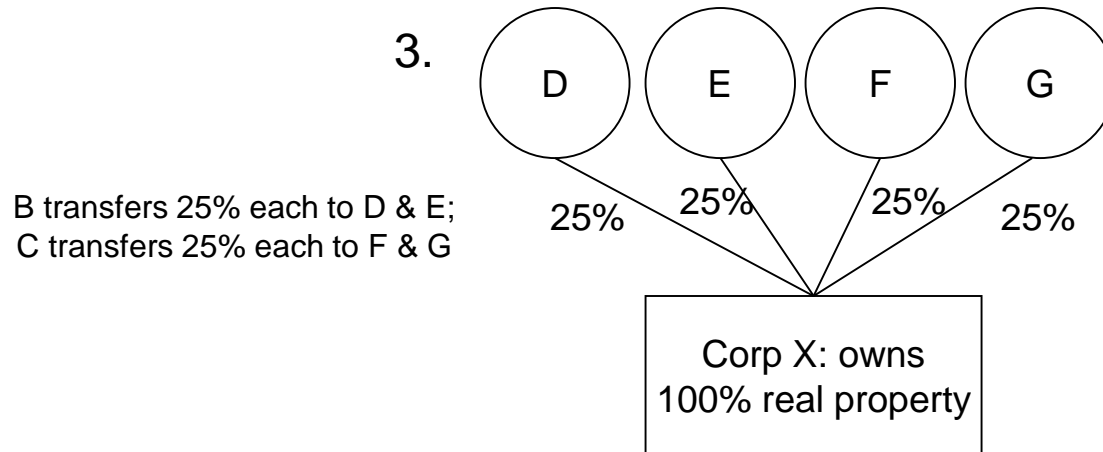 3.
D
E
F
G
B transfers 25% each to D & E;
C transfers 25% each to F & G
25%
25%
25%
25%
Corp X: owns
100% real property